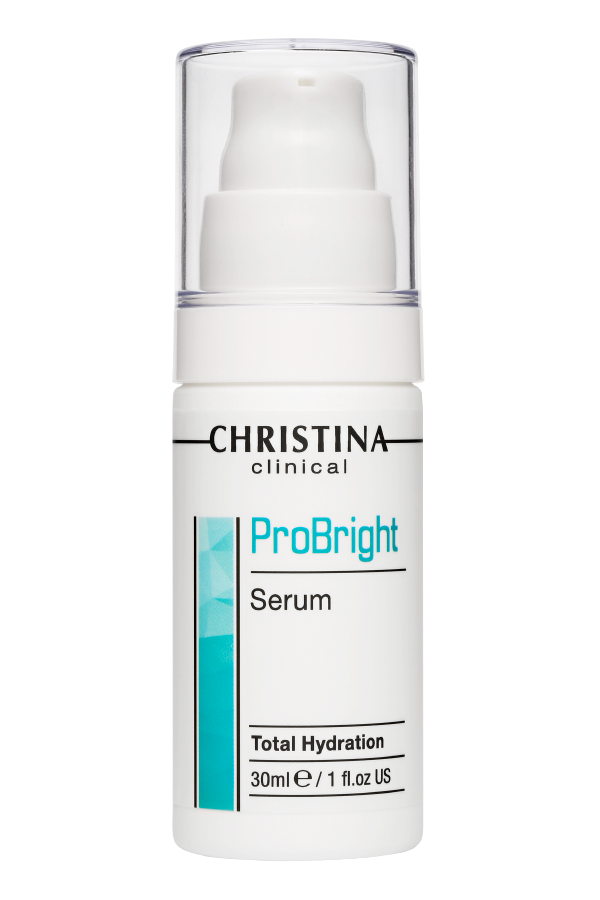 CHRISTINA
clinical
ProBright
Serum
Total Hydration
30ml ℮ / 1 fl.oz US